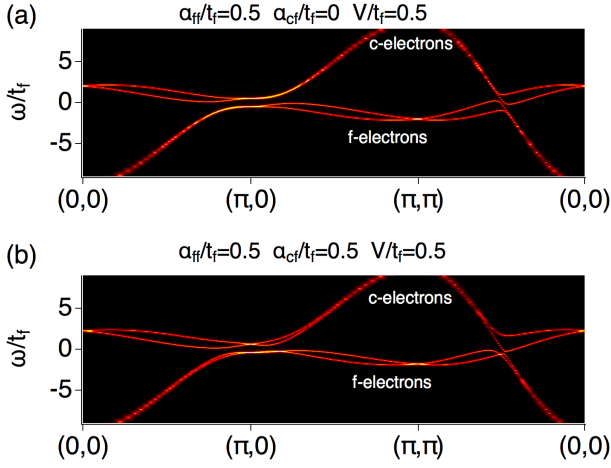 (a)
αff/tf=0.5 αcf/tf=0 V/tf=0.5
ω/tf
5
0
-5
c-electrons
f-electrons
(0,0) (π,0) (π,π) (0,0)
(b)
αff/tf=0.5 αcf/tf=0.5 V/tf=0.5
ω/tf
5
0
-5
c-electrons
f-electrons
(0,0) (π,0) (π,π) (0,0)